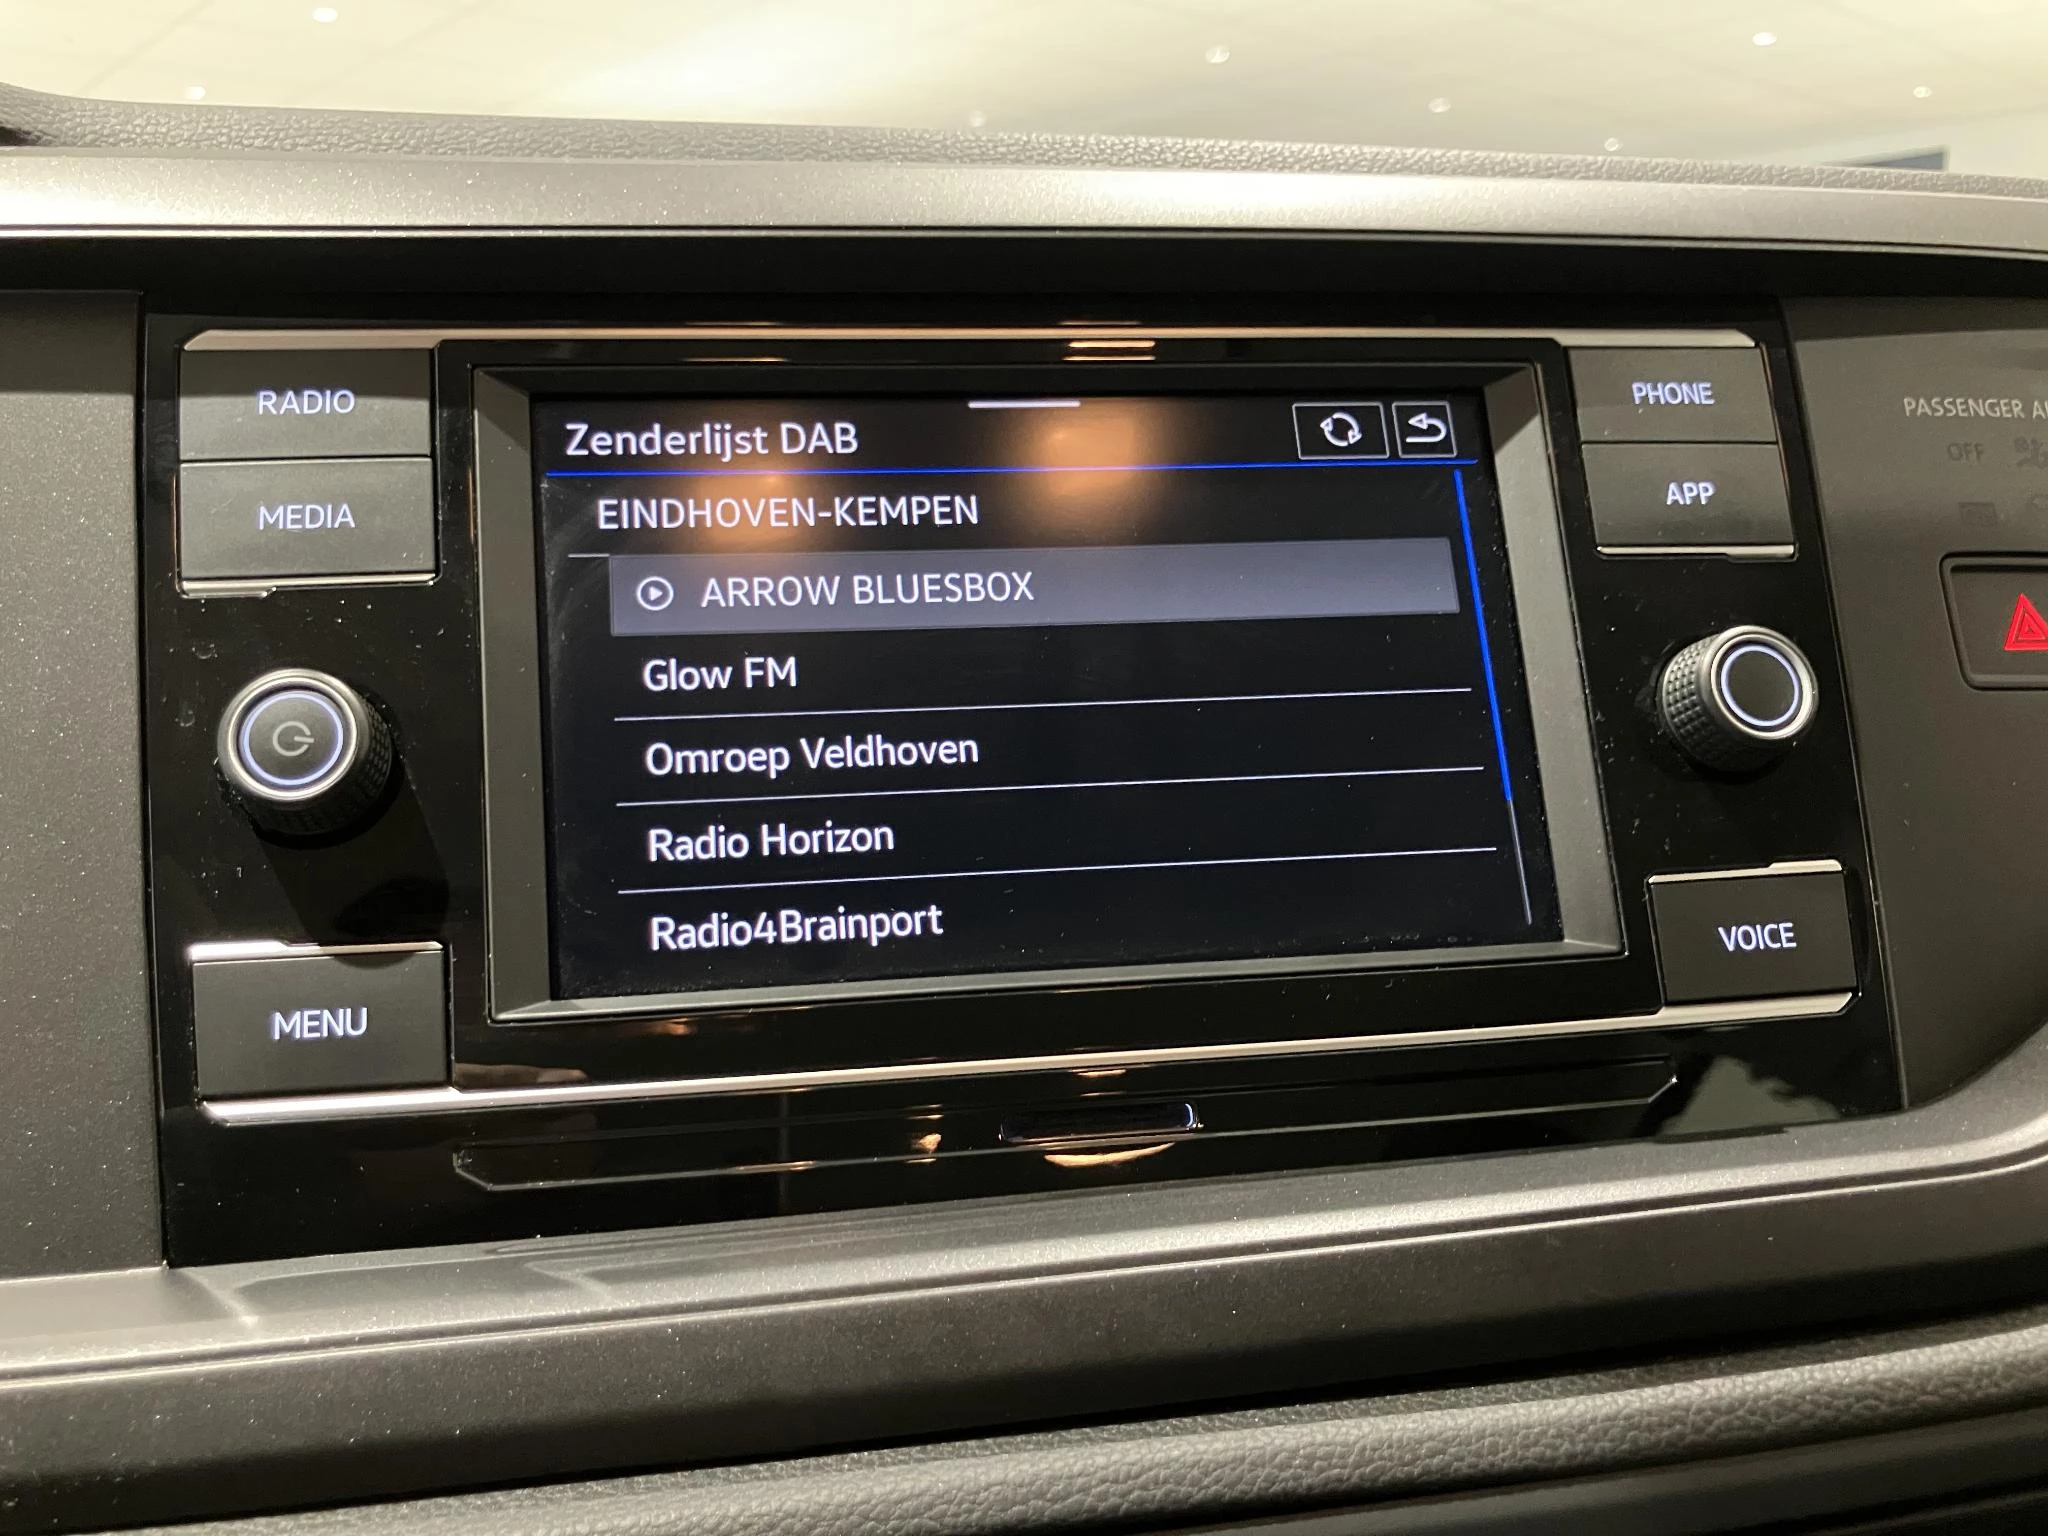 RADIO
MEDIA
MENU
Zenderlijst DAB
EINDHOVEN-KEMPEN
ARROW BLUESBOX
Glow FM
Omroep Veldhoven
Radio Horizon
Radio4Brainport
PHONE
APP
VOICE
PASSENGER
OFF